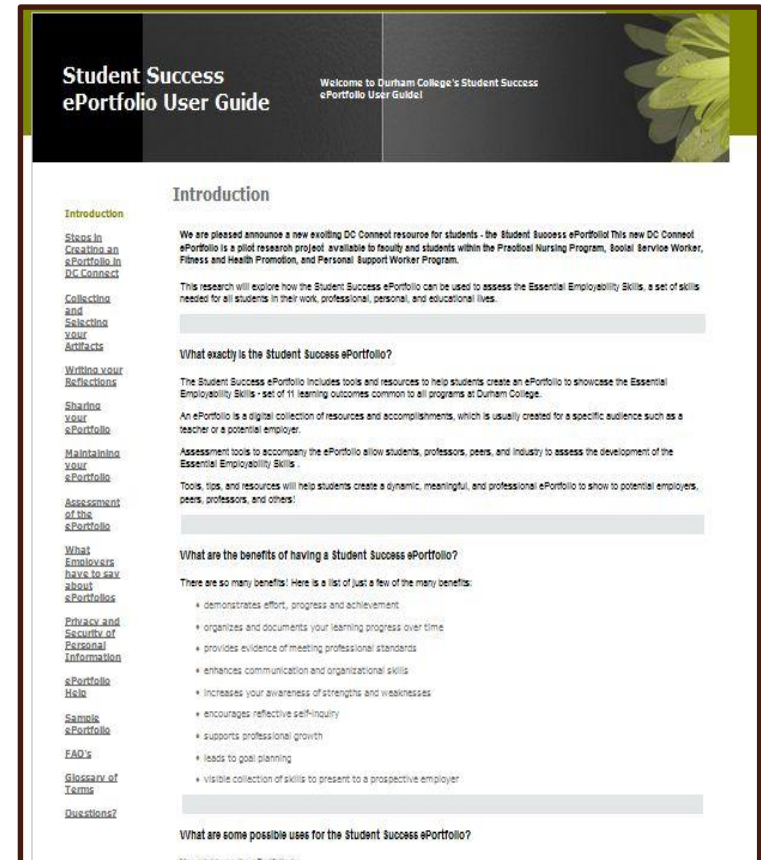 Student Success
ePortfolio User Guide
Welcome to Durham College's Student Success
ePortfolio User Guide!
Introduction
Steps in
Creating an
ePortfolio in
DC Connect
Collecting
and
Selecting
your
Artifacts
Writing your
Reflections
Sharing
your
ePortfolio
Maintaining
your
ePortfolio
Assessment
of the
ePortfolio
What
Employers
have to say
about
ePortfolios
Privacy and
Security of
Personal
Information
ePortfolio
Help
Sample
ePortfolio
FAQ's
Glossary of
Terms
Questions?
Introduction
We are pleased announce a new exciting DC Connect resource for students - the Student Success ePortfolio! This new DC Connect
ePortfolio is a pilot research project available to faculty and students within the Practical Nursing Program, Social Service Worker,
Fitness and Health Promotion, and Personal Support Worker Program.
This research will explore how the Student Success ePortfolio can be used to assess the Essential Employability Skills, a set of skills
needed for all students in their work, professional, personal, and educational lives.
What exactly is the Student Success ePortfolio?
The Student Success ePortfolio includes tools and resources to help students create an ePortfolio to showcase the Essential
Employability Skills - set of 11 learning outcomes common to all programs at Durham College.
An ePortfolio is a digital collection of resources and accomplishments, which is usually created for a specific audience such as a
teacher or a potential employer.
Assessment tools to accompany the ePortfolio allow students, professors, peers, and industry to assess the development of the
Essential Employability Skills .
Tools, tips, and resources will help students create a dynamic, meaningful, and professional ePortfolio to show to potential employers,
peers, professors, and others!
What are the benefits of having a Student Success ePortfolio?
There are so many benefits! Here is a list of just a few of the many benefits:
• demonstrates effort, progress and achievement
• organizes and documents your learning progress over time
• provides evidence of meeting professional standards
• enhances communication and organizational skills
• increases your awareness of strengths and weaknesses
• encourages reflective self-inquiry
• supports professional growth
• leads to goal planning
• visible collection of skills to present to a prospective employer
What are some possible uses for the Student Success ePortfolio?